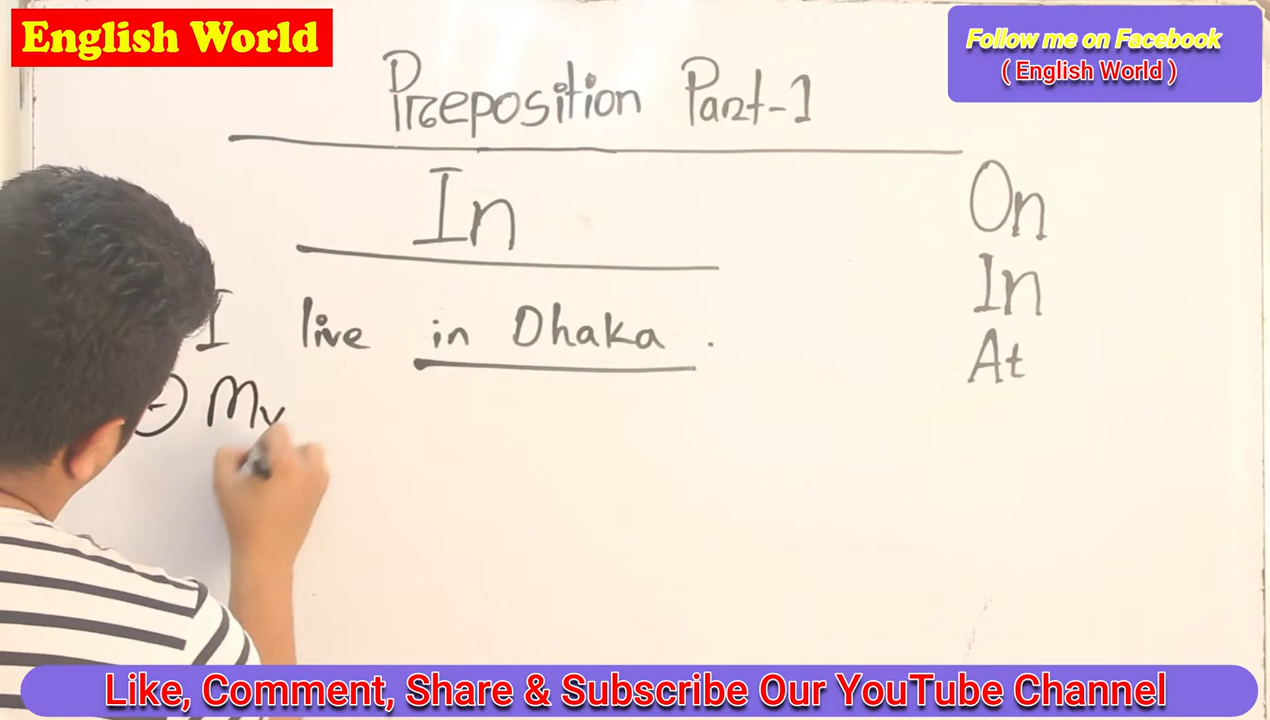 English World
Follow me on Facebook
( English World )
Preposition Part-1
In
On
In
I live in Dhaka .
At
My
Like, Comment, Share & Subscribe Our YouTube Channel